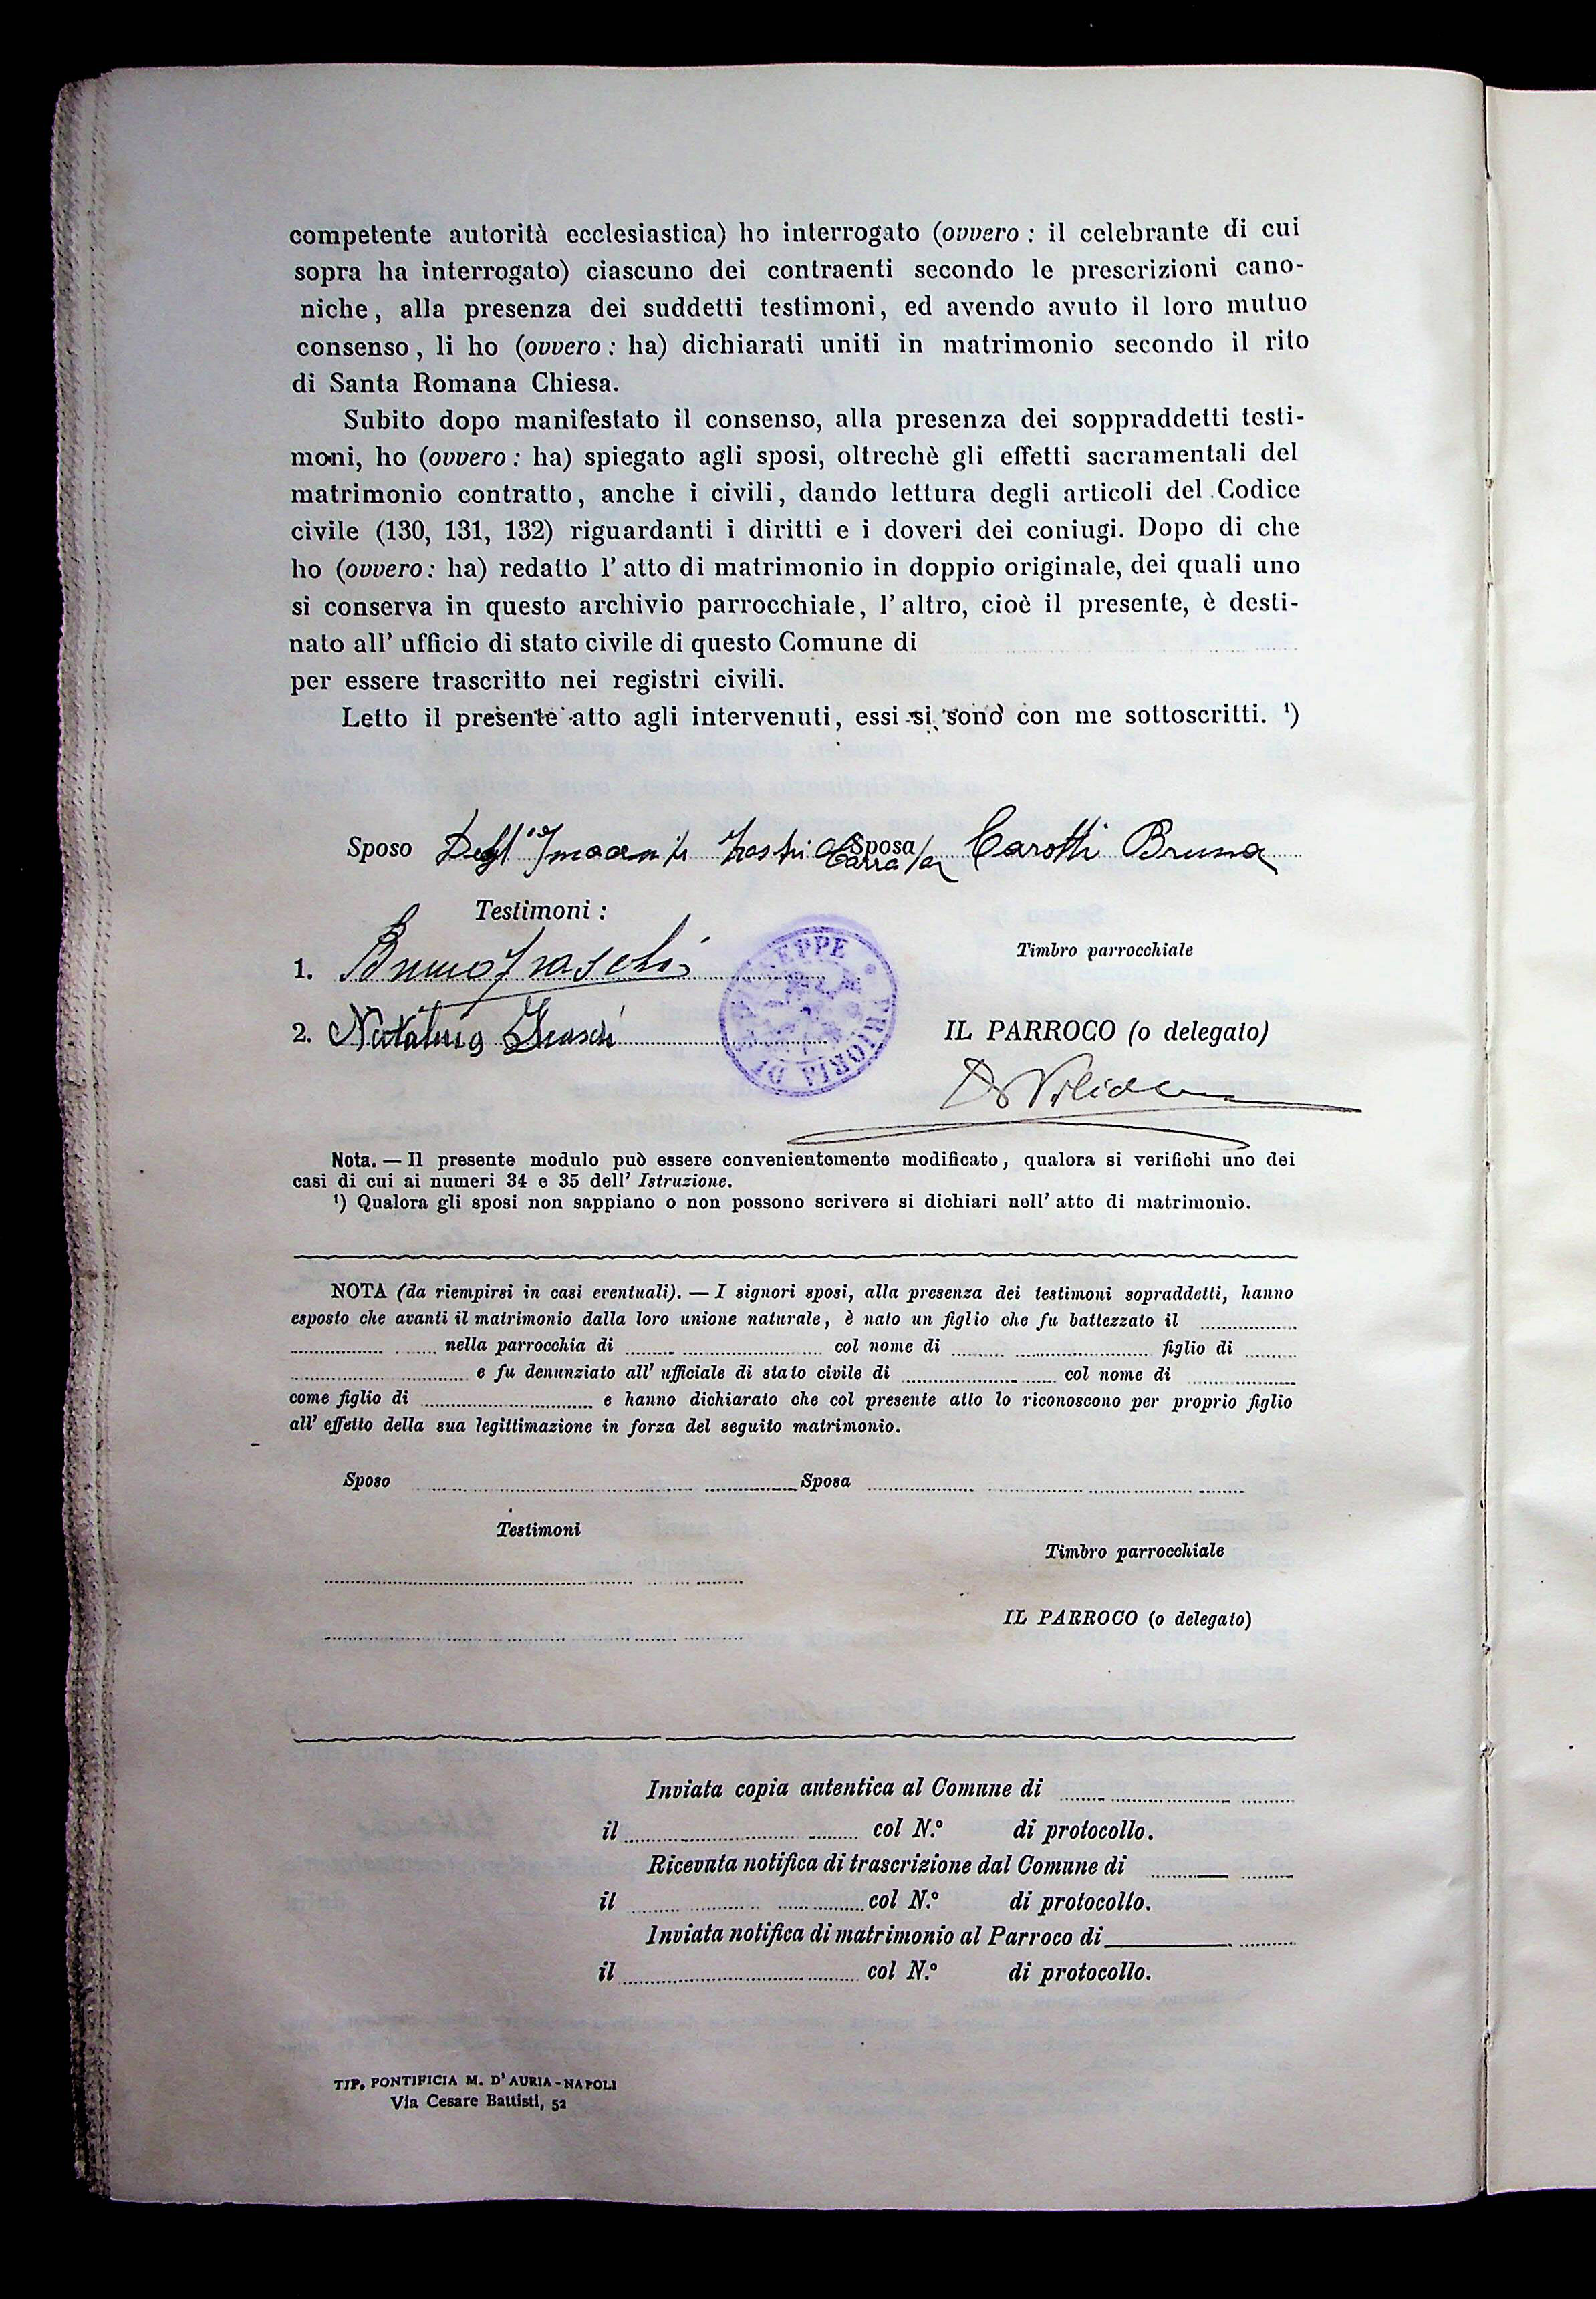 competente autorità ecclesiastica) ho interrogato (ovvero : il celebrante di cui
sopra ha interrogato) ciascuno dei contraenti secondo le prescrizioni cano-
niche, alla presenza dei suddetti testimoni, ed avendo avuto il loro mutuo
consenso, li ho (ovvero : ha) dichiarati uniti in matrimonio secondo il rito
di Santa Romana Chiesa.
Subito dopo manifestato il consenso, alla presenza dei soppraddetti testi-
moni, ho (ovvero : ha) spiegato agli sposi, oltrechè gli effetti sacramentali del
matrimonio contratto, anche i civili, dando lettura degli articoli del Codice
civile (130, 131, 132) riguardanti i diritti e i doveri dei coniugi. Dopo di che
ho (ovvero : ha) redatto l' atto di matrimonio in doppio originale, dei quali uno
si conserva in questo archivio parrocchiale, l' altro, cioè il presente, è desti-
nato all' ufficio di stato civile di questo Comune di
per essere trascritto nei registri civili.
Letto il presente atto agli intervenuti, essi si sono con me sottoscritti. ¹)
Sposo Degl' Sposa Carotti Bruna
Testimoni :
Timbro parrocchiale
1. Bruno Fraschi
2. Natalino
PRIORIA DI GIUSEPPE
IL PARROCO (o delegato)
Nota. — Il presente modulo può essere convenientemente modificato, qualora si verifichi uno dei
casi di cui ai numeri 34 e 35 dell' Istruzione.
¹) Qualora gli sposi non sappiano o non possono scrivere si dichiari nell' atto di matrimonio.
NOTA (da riempirsi in casi eventuali). — I signori sposi, alla presenza dei testimoni sopraddetti, hanno
esposto che avanti il matrimonio dalla loro unione naturale, è nato un figlio che fu battezzato il
nella parrocchia di col nome di figlio di
e fu denunziato all' ufficiale di stato civile di col nome di
come figlio di e hanno dichiarato che col presente atto lo riconoscono per proprio figlio
all' effetto della sua legittimazione in forza del seguito matrimonio.
Sposo Sposa
Testimoni
Timbro parrocchiale
IL PARROCO (o delegato)
Inviata copia autentica al Comune di
il col N.º di protocollo.
Ricevuta notifica di trascrizione dal Comune di
il col N.º di protocollo.
Inviata notifica di matrimonio al Parroco di
il col N.º di protocollo.
TIP. PONTIFICIA M. D' AURIA - NAPOLI
Via Cesare Battisti, 52